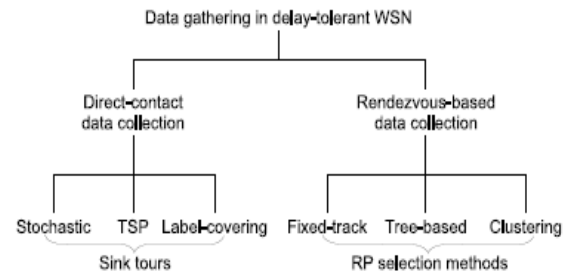 Data gathering in delay-tolerant WSN
Direct-contact
data collection
Rendezvous-based
data collection
Stochastic TSP Label-covering
Fixed-track Tree-based Clustering
Sink tours
RP selection methods